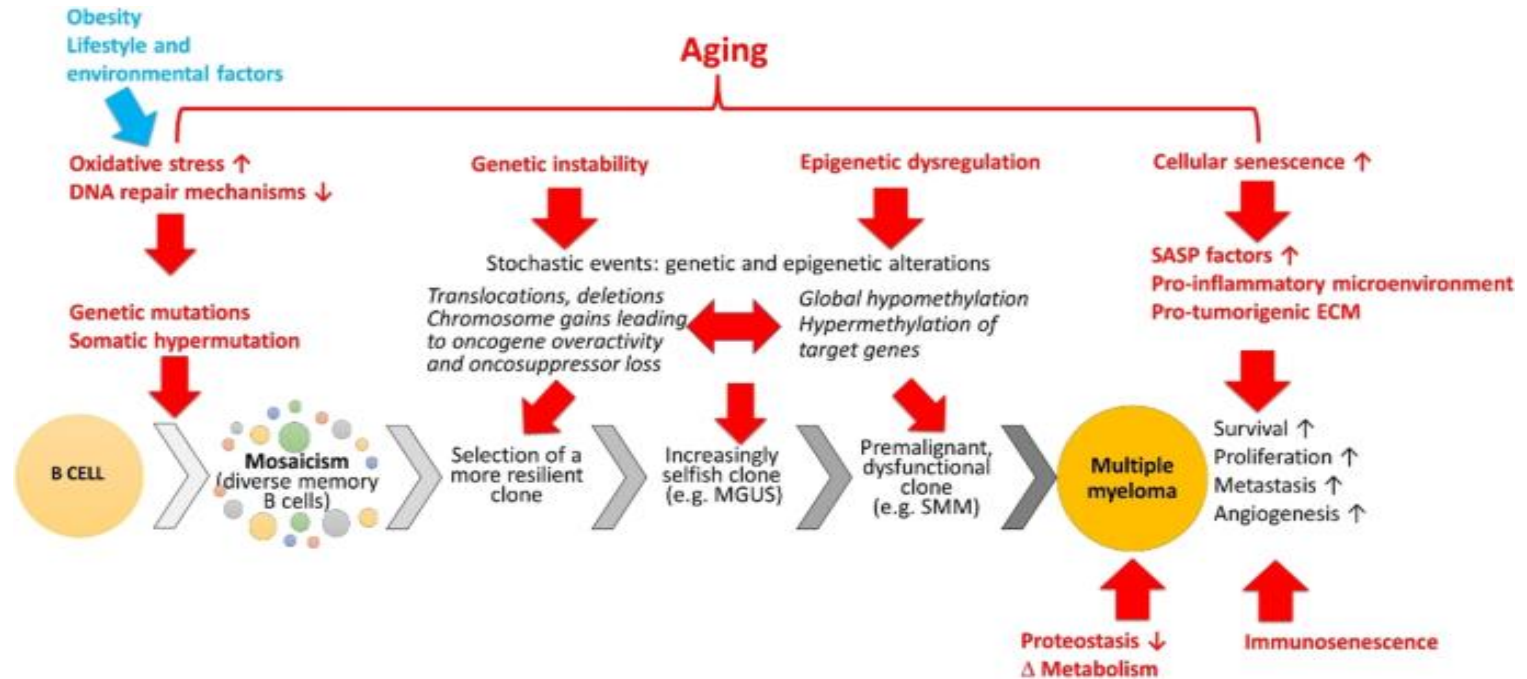 Obesity
Lifestyle and
environmental factors
Aging
Oxidative stress ↑
DNA repair mechanisms ↓
Genetic instability
Epigenetic dysregulation
Cellular senescence ↑
Stochastic events: genetic and epigenetic alterations
SASP factors ↑
Pro-inflammatory microenvironment
Pro-tumorigenic ECM
Genetic mutations
Somatic hypermutation
Translocations, deletions
Chromosome gains leading
to oncogene overactivity
and oncosuppressor loss
Global hypomethylation
Hypermethylation of
target genes
B CELL
Mosaicism
(diverse memory
B cells)
Selection of a
more resilient
clone
Increasingly
selfish clone
(e.g. MGUS)
Premalignant,
dysfunctional
clone
(e.g. SMM)
Multiple
myeloma
Survival ↑
Proliferation ↑
Metastasis ↑
Angiogenesis ↑
Proteostasis ↓
Δ Metabolism
Immunosenescence